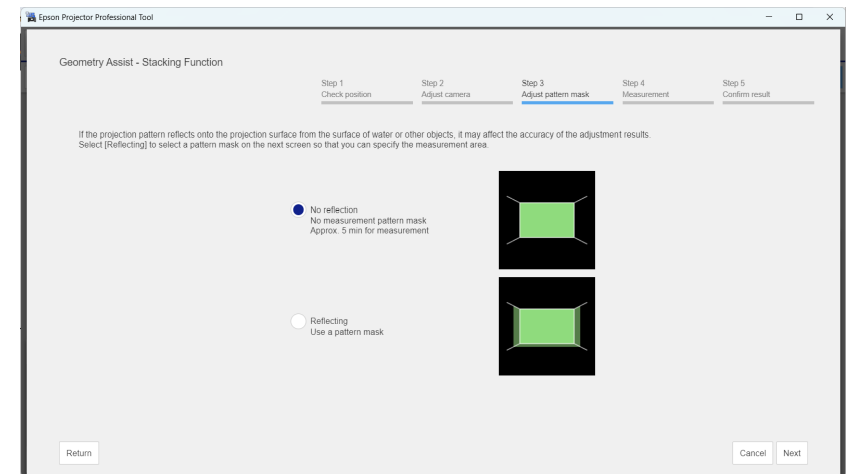 Epson Projector Professional Tool
Geometry Assist - Stacking Function
Step 1
Check position
Step 2
Adjust camera
Step 3
Adjust pattern mask
Step 4
Measurement
Step 5
Confirm result
If the projection pattern reflects onto the projection surface from the surface of water or other objects, it may affect the accuracy of the adjustment results.
Select [Reflecting] to select a pattern mask on the next screen so that you can specify the measurement area.
No reflection
No measurement pattern mask
Approx. 5 min for measurement
Reflecting
Use a pattern mask
Return
Cancel
Next